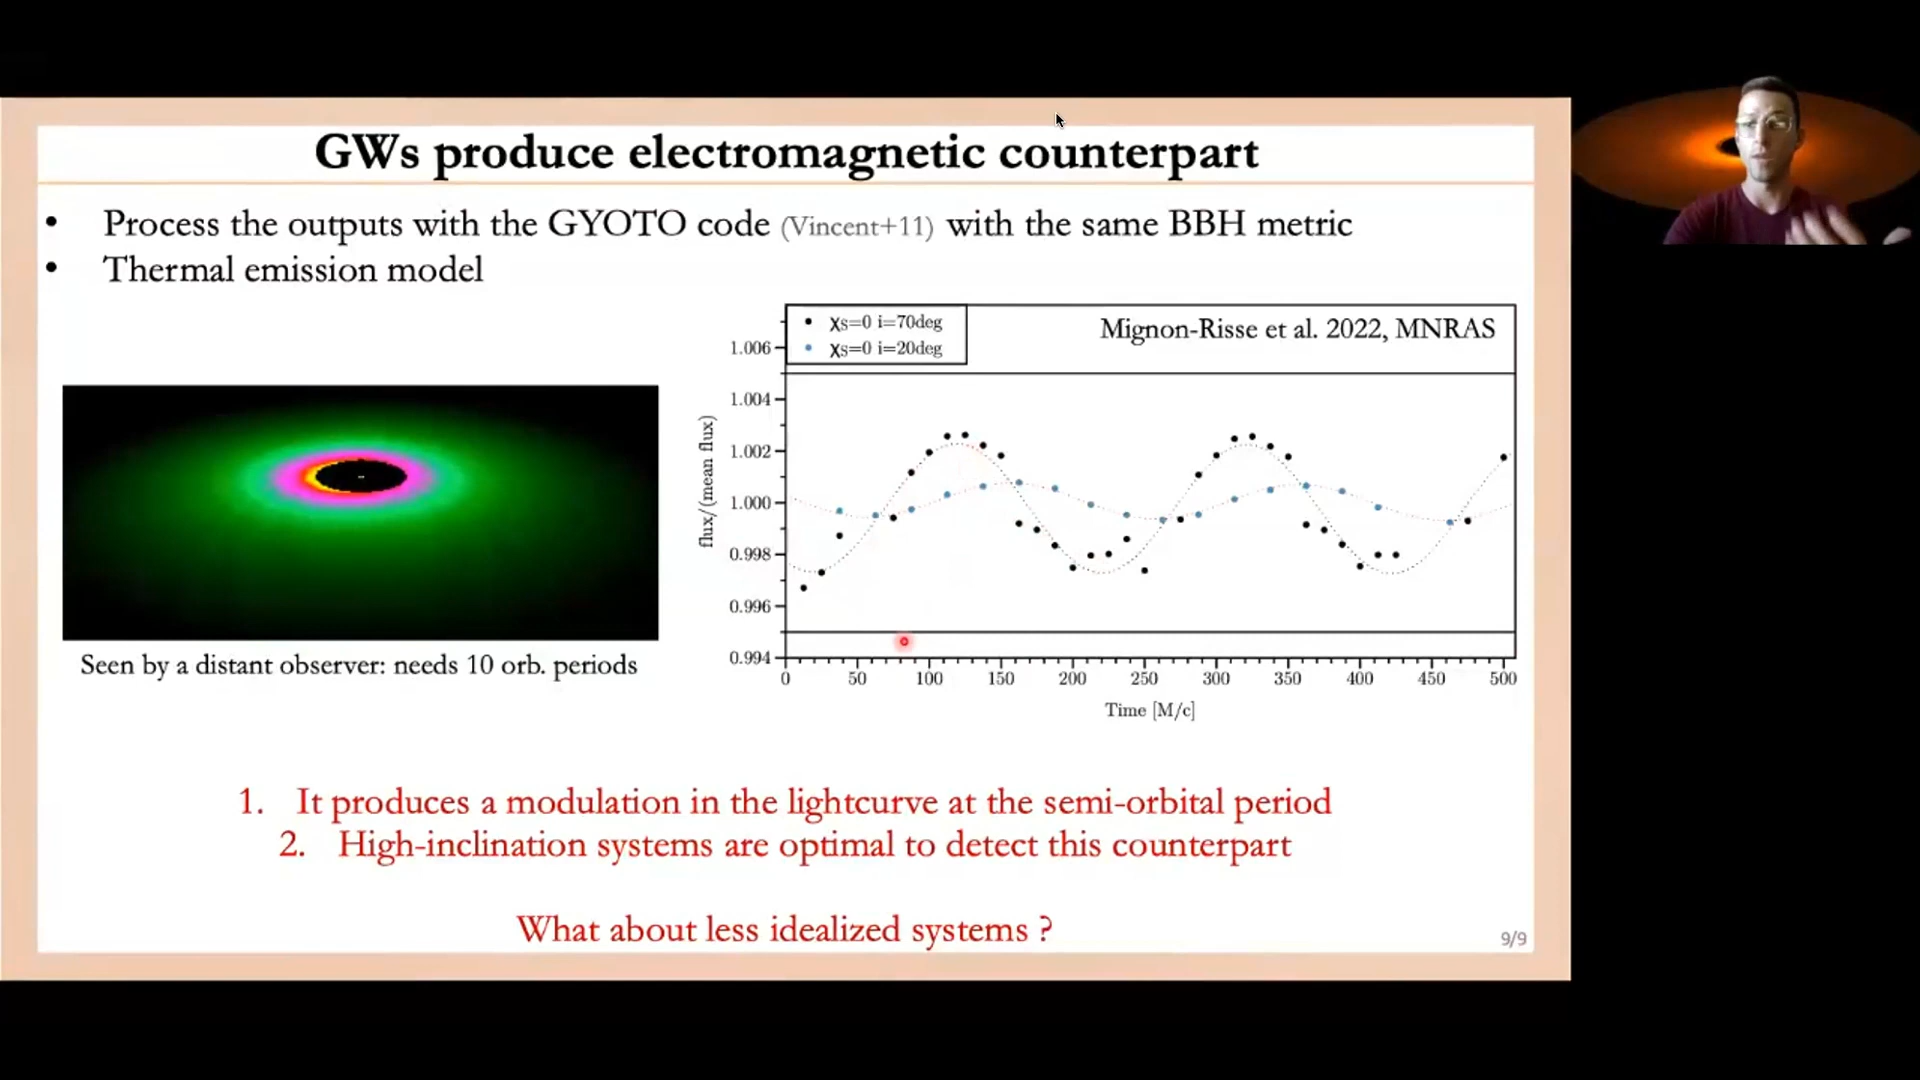 GWs produce electromagnetic counterpart
• Process the outputs with the GYOTO code (Vincent+11) with the same BBH metric
• Thermal emission model
χs=0 i=70deg
χs=0 i=20deg
Mignon-Risse et al. 2022, MNRAS
1.006
1.004
1.002
1.000
0.998
0.996
0.994
flux/(mean flux)
0 50 100 150 200 250 300 350 400 450 500
Time [M/c]
Seen by a distant observer: needs 10 orb. periods
1. It produces a modulation in the lightcurve at the semi-orbital period
2. High-inclination systems are optimal to detect this counterpart
What about less idealized systems ?
9/9